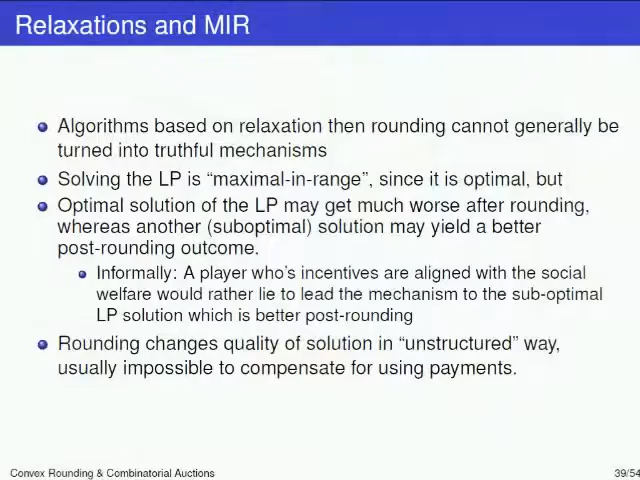 Relaxations and MIR
Algorithms based on relaxation then rounding cannot generally be
turned into truthful mechanisms
Solving the LP is “maximal-in-range”, since it is optimal, but
Optimal solution of the LP may get much worse after rounding,
whereas another (suboptimal) solution may yield a better
post-rounding outcome.
Informally: A player who's incentives are aligned with the social
welfare would rather lie to lead the mechanism to the sub-optimal
LP solution which is better post-rounding
Rounding changes quality of solution in “unstructured” way,
usually impossible to compensate for using payments.
Convex Rounding & Combinatorial Auctions
39/54